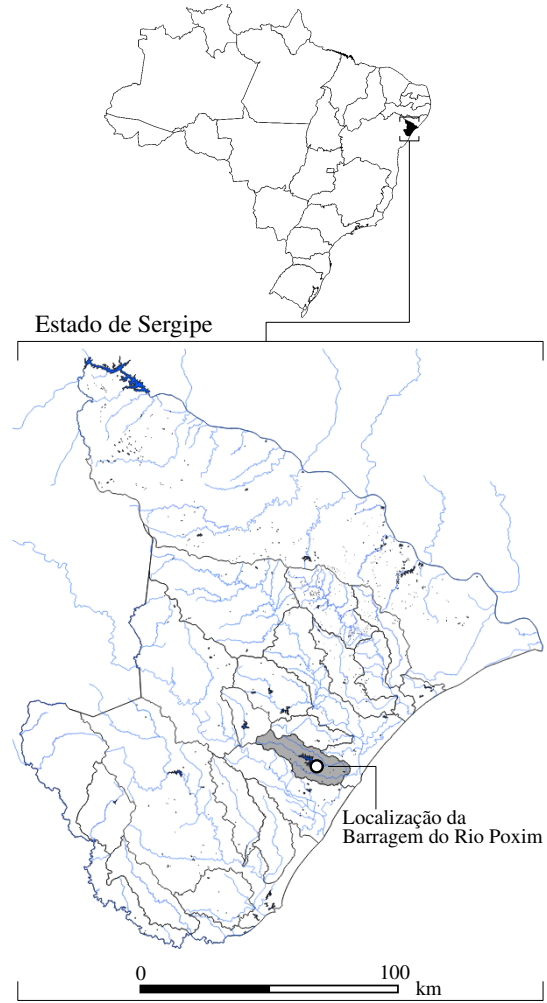 Estado de Sergipe
Localização da
Barragem do Rio Poxim
0 100
km